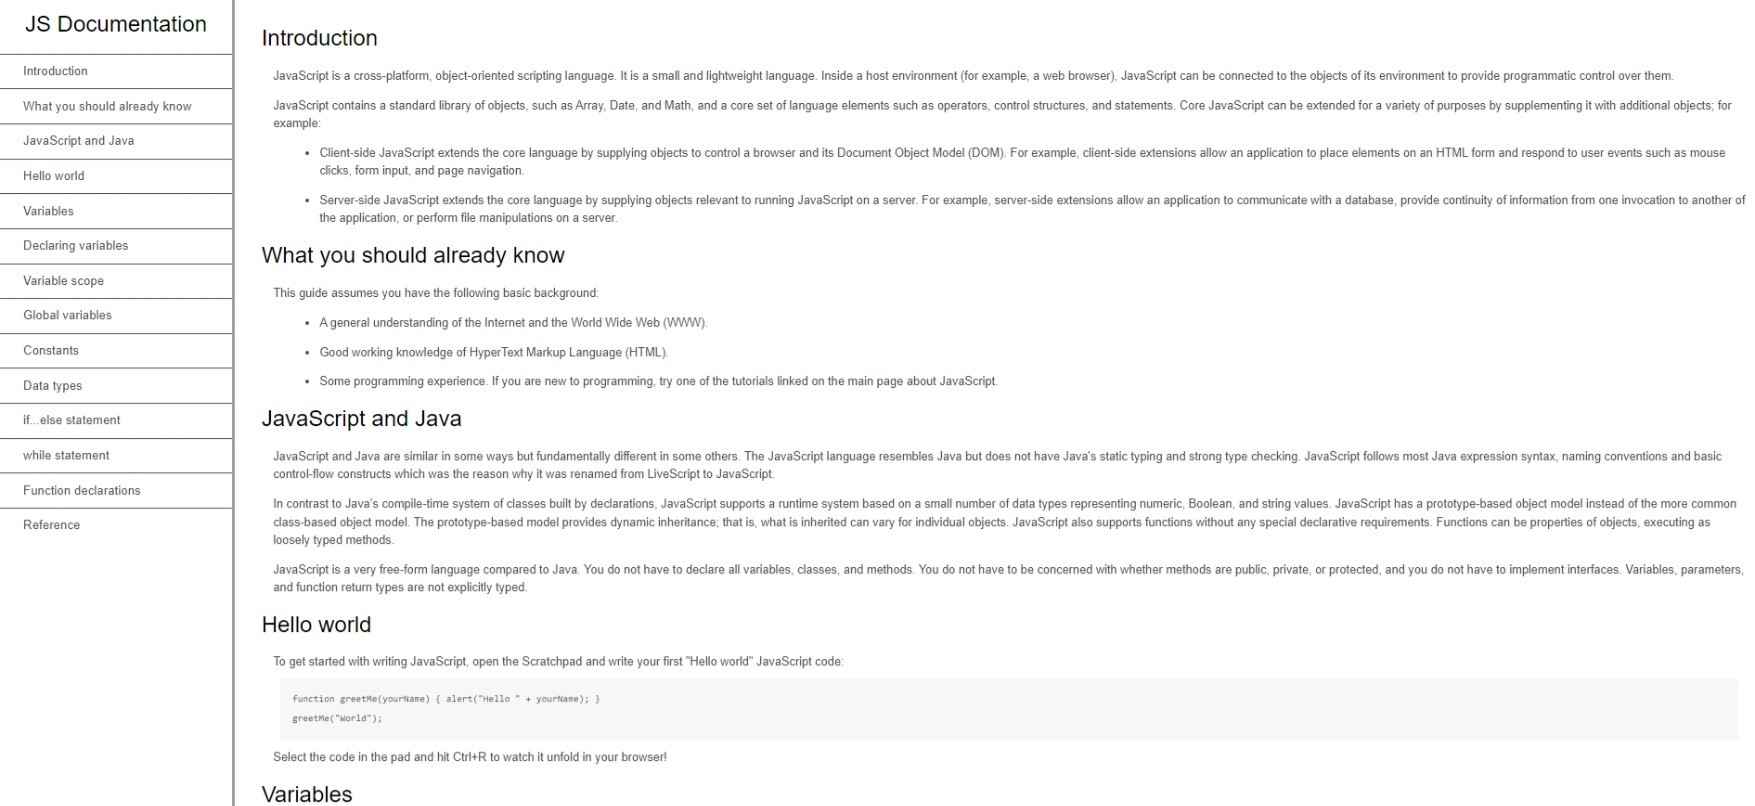 JS Documentation
Introduction
What you should already know
JavaScript and Java
Hello world
Variables
Declaring variables
Variable scope
Global variables
Constants
Data types
if...else statement
while statement
Function declarations
Reference
Introduction
JavaScript is a cross-platform, object-oriented scripting language. It is a small and lightweight language. Inside a host environment (for example, a web browser), JavaScript can be connected to the objects of its environment to provide programmatic control over them.
JavaScript contains a standard library of objects, such as Array, Date, and Math, and a core set of language elements such as operators, control structures, and statements. Core JavaScript can be extended for a variety of purposes by supplementing it with additional objects; for
example:
• Client-side JavaScript extends the core language by supplying objects to control a browser and its Document Object Model (DOM). For example, client-side extensions allow an application to place elements on an HTML form and respond to user events such as mouse
clicks, form input, and page navigation.
• Server-side JavaScript extends the core language by supplying objects relevant to running JavaScript on a server. For example, server-side extensions allow an application to communicate with a database, provide continuity of information from one invocation to another of
the application, or perform file manipulations on a server.
What you should already know
This guide assumes you have the following basic background:
• A general understanding of the Internet and the World Wide Web (WWW).
• Good working knowledge of HyperText Markup Language (HTML).
• Some programming experience. If you are new to programming, try one of the tutorials linked on the main page about JavaScript.
JavaScript and Java
JavaScript and Java are similar in some ways but fundamentally different in some others. The JavaScript language resembles Java but does not have Java's static typing and strong type checking. JavaScript follows most Java expression syntax, naming conventions and basic
control-flow constructs which was the reason why it was renamed from LiveScript to JavaScript.
In contrast to Java's compile-time system of classes built by declarations, JavaScript supports a runtime system based on a small number of data types representing numeric, Boolean, and string values. JavaScript has a prototype-based object model instead of the more common
class-based object model. The prototype-based model provides dynamic inheritance; that is, what is inherited can vary for individual objects. JavaScript also supports functions without any special declarative requirements. Functions can be properties of objects, executing as
loosely typed methods.
JavaScript is a very free-form language compared to Java. You do not have to declare all variables, classes, and methods. You do not have to be concerned with whether methods are public, private, or protected, and you do not have to implement interfaces. Variables, parameters,
and function return types are not explicitly typed.
Hello world
To get started with writing JavaScript, open the Scratchpad and write your first "Hello world" JavaScript code:
function greetMe(yourName) { alert("Hello " + yourName); }
greetMe("World");
Select the code in the pad and hit Ctrl+R to watch it unfold in your browser!
Variables